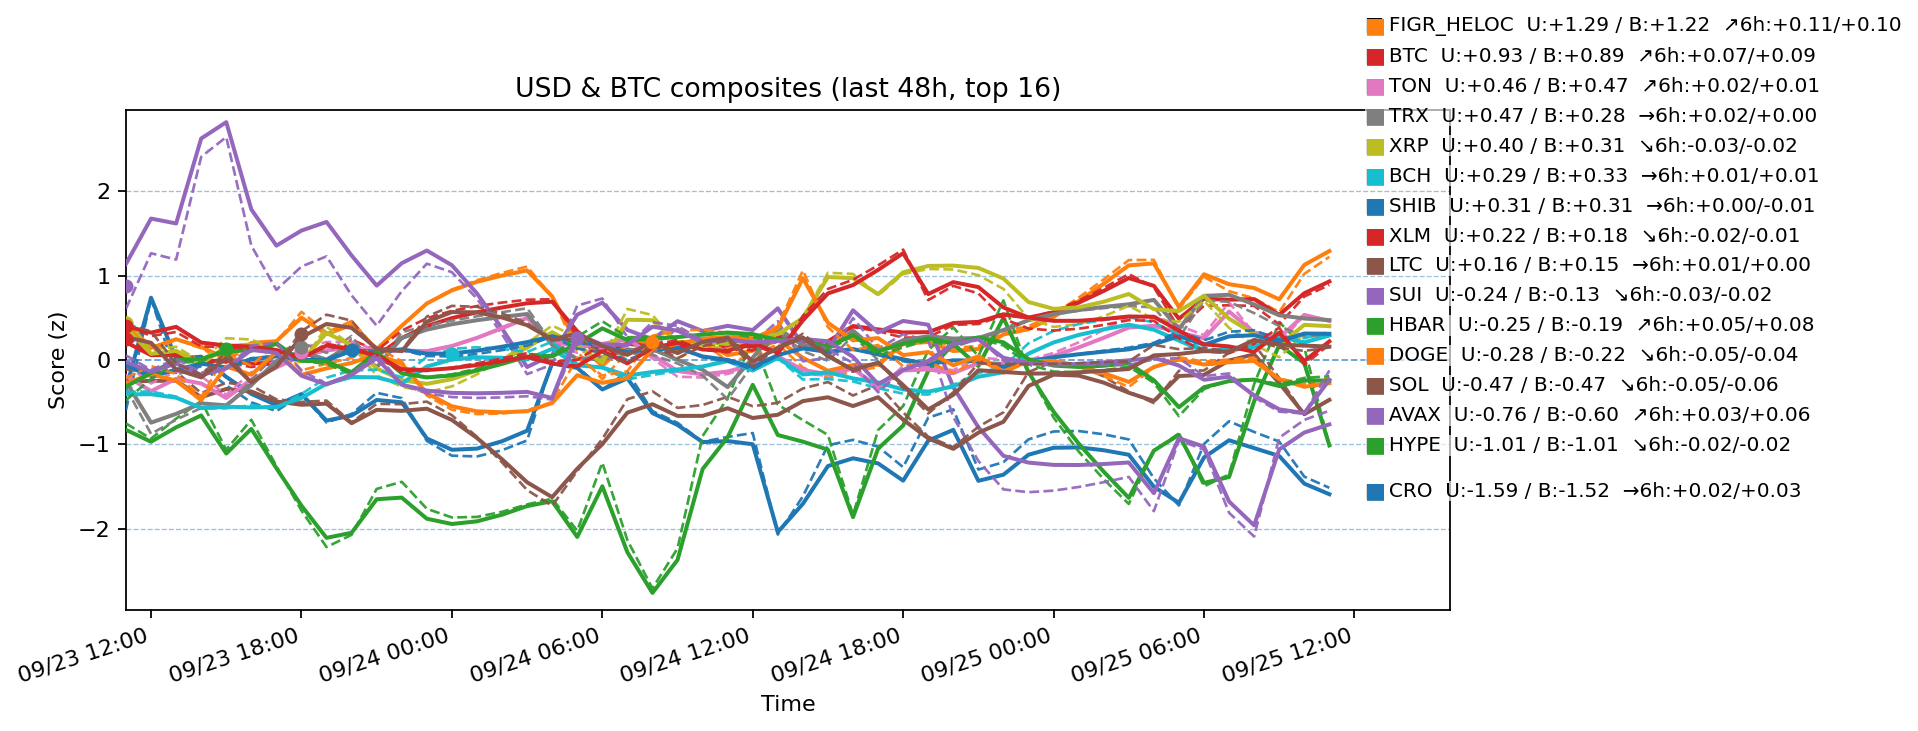 USD & BTC composites (last 48h, top 16)
FIGR_HELOC U:+1.29 / B:+1.22 ↗6h:+0.11/+0.10
BTC U:+0.93 / B:+0.89 ↗6h:+0.07/+0.09
TON U:+0.46 / B:+0.47 ↗6h:+0.02/+0.01
TRX U:+0.47 / B:+0.28 →6h:+0.02/+0.00
XRP U:+0.40 / B:+0.31 ↘6h:-0.03/-0.02
BCH U:+0.29 / B:+0.33 →6h:+0.01/+0.01
SHIB U:+0.31 / B:+0.31 →6h:+0.00/-0.01
XLM U:+0.22 / B:+0.18 ↘6h:-0.02/-0.01
LTC U:+0.16 / B:+0.15 →6h:+0.01/+0.00
SUI U:-0.24 / B:-0.13 ↘6h:-0.03/-0.02
HBAR U:-0.25 / B:-0.19 ↗6h:+0.05/+0.08
DOGE U:-0.28 / B:-0.22 ↘6h:-0.05/-0.04
SOL U:-0.47 / B:-0.47 ↘6h:-0.05/-0.06
AVAX U:-0.76 / B:-0.60 ↗6h:+0.03/+0.06
HYPE U:-1.01 / B:-1.01 ↘6h:-0.02/-0.02
CRO U:-1.59 / B:-1.52 →6h:+0.02/+0.03
Score (z)
2
1
0
−1
−2
09/23 12:00
09/23 18:00
09/24 00:00
09/24 06:00
09/24 12:00
09/24 18:00
09/25 00:00
09/25 06:00
09/25 12:00
Time